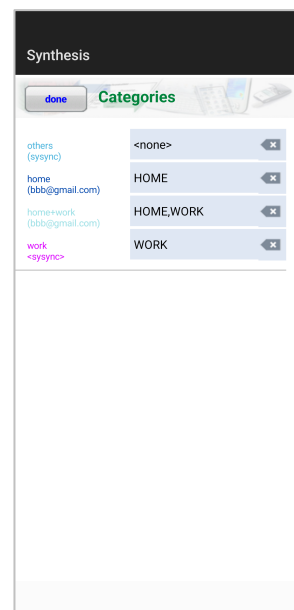 Synthesis
done Categories
others <none>
(sysync)
home HOME
(bbb@gmail.com)
home+work HOME,WORK
(bbb@gmail.com)
work WORK
<sysync>